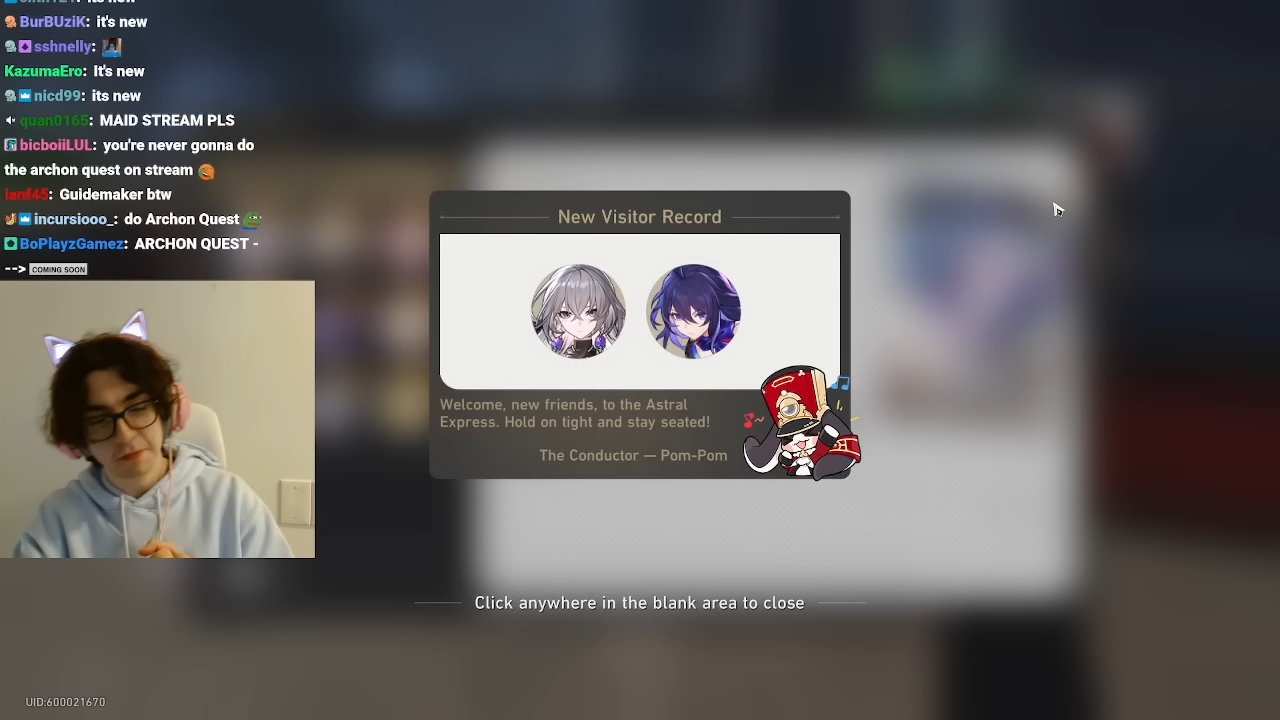 BurBUziK: it's new
sshnelly:
KazumaEro: It's new
nicd99: its new
quan0165: MAID STREAM PLS
bicboiiLUL: you're never gonna do
the archon quest on stream
ianf45: Guidemaker btw
incursiooo_: do Archon Quest
BoPlayzGamez: ARCHON QUEST -
--> COMING SOON
New Visitor Record
Welcome, new friends, to the Astral
Express. Hold on tight and stay seated!
The Conductor — Pom-Pom
Click anywhere in the blank area to close
UID:600021670